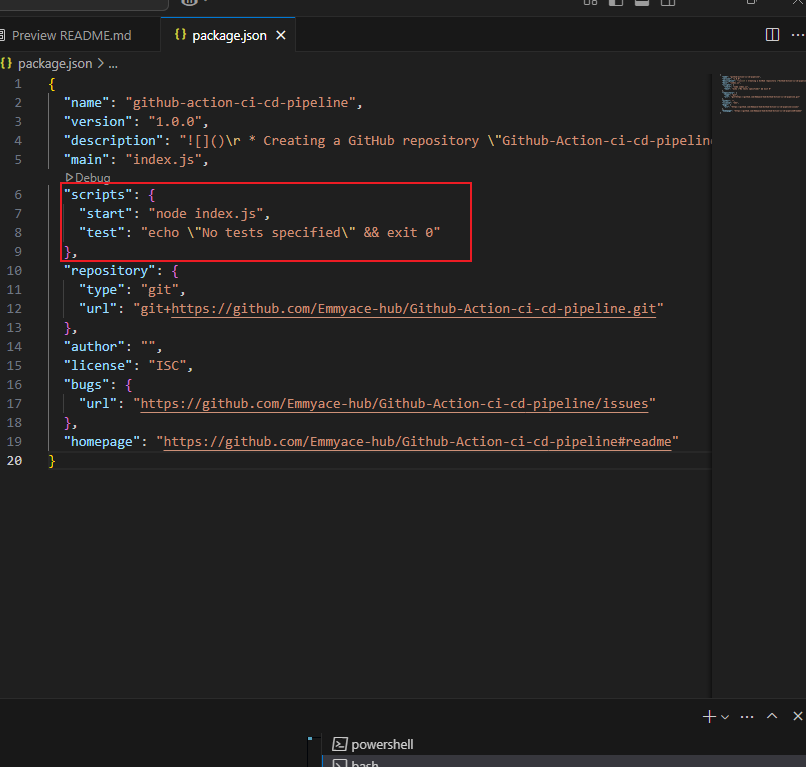 Preview README.md
{} package.json ×
{} package.json > ...
1 {
2 "name": "github-action-ci-cd-pipeline",
3 "version": "1.0.0",
4 "description": "![]()\r * Creating a GitHub repository \"Github-Action-ci-cd-pipeline
5 "main": "index.js",
Debug
6 "scripts": {
7 "start": "node index.js",
8 "test": "echo \"No tests specified\" && exit 0"
9 },
10 "repository": {
11 "type": "git",
12 "url": "git+https://github.com/Emmyace-hub/Github-Action-ci-cd-pipeline.git"
13 },
14 "author": "",
15 "license": "ISC",
16 "bugs": {
17 "url": "https://github.com/Emmyace-hub/Github-Action-ci-cd-pipeline/issues"
18 },
19 "homepage": "https://github.com/Emmyace-hub/Github-Action-ci-cd-pipeline#readme"
20 }
powershell
bash